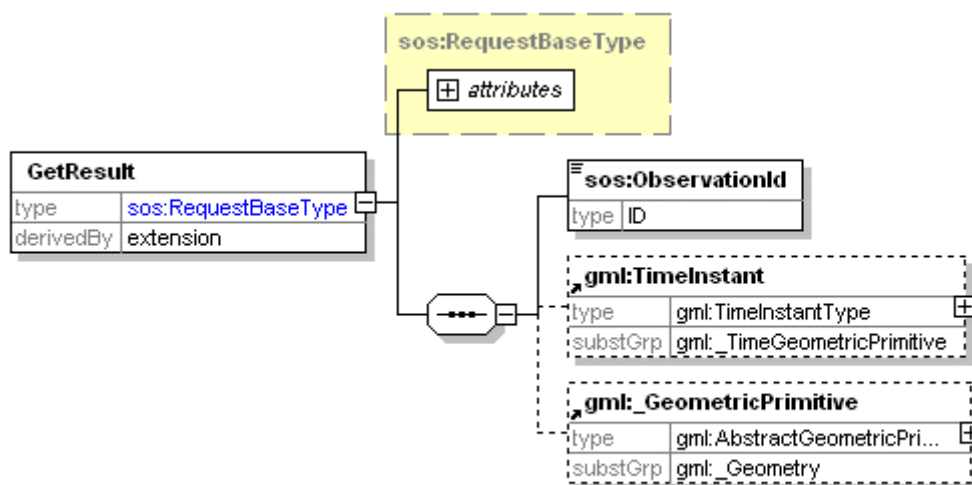 sos:RequestBaseType
attributes
GetResult
type sos:RequestBaseType
derivedBy extension
sos:ObservationId
type ID
gml:TimeInstant
type gml:TimeInstantType
substGrp gml:_TimeGeometricPrimitive
gml:_GeometricPrimitive
type gml:AbstractGeometricPri...
substGrp gml:_Geometry